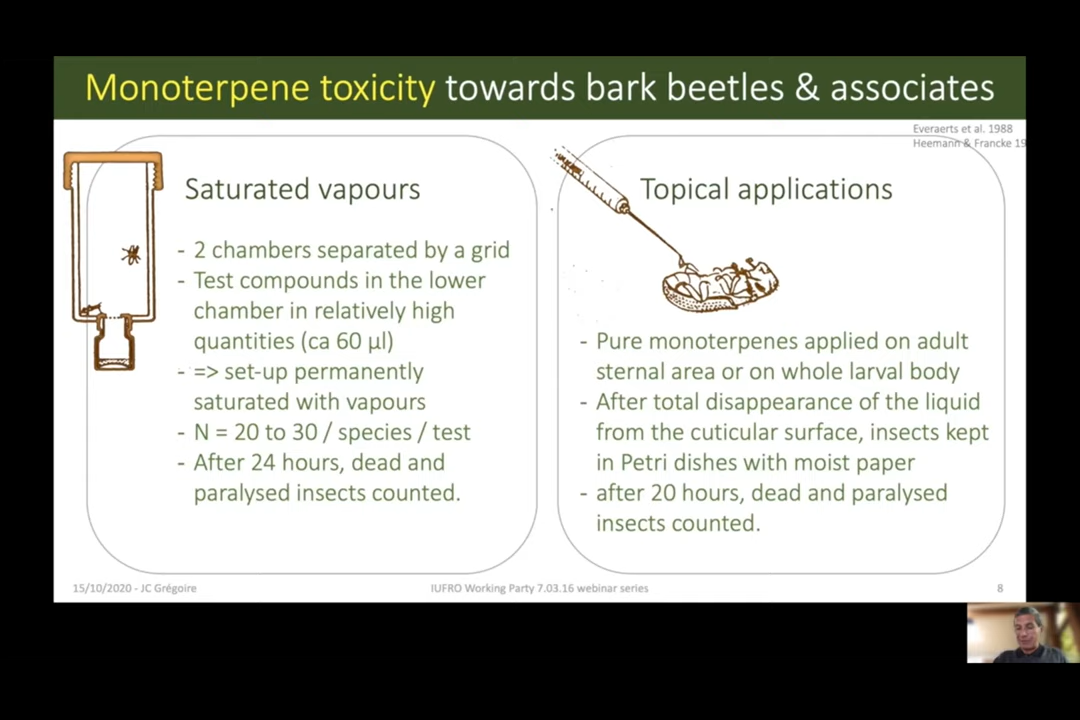 Monoterpene toxicity towards bark beetles & associates
Everaerts et al. 1988
Heemann & Francke 19
Saturated vapours
- 2 chambers separated by a grid
- Test compounds in the lower
chamber in relatively high
quantities (ca 60 µl)
- => set-up permanently
saturated with vapours
- N = 20 to 30 / species / test
- After 24 hours, dead and
paralysed insects counted.
Topical applications
- Pure monoterpenes applied on adult
sternal area or on whole larval body
- After total disappearance of the liquid
from the cuticular surface, insects kept
in Petri dishes with moist paper
- after 20 hours, dead and paralysed
insects counted.
15/10/2020 - JC Grégoire
IUFRO Working Party 7.03.16 webinar series
8